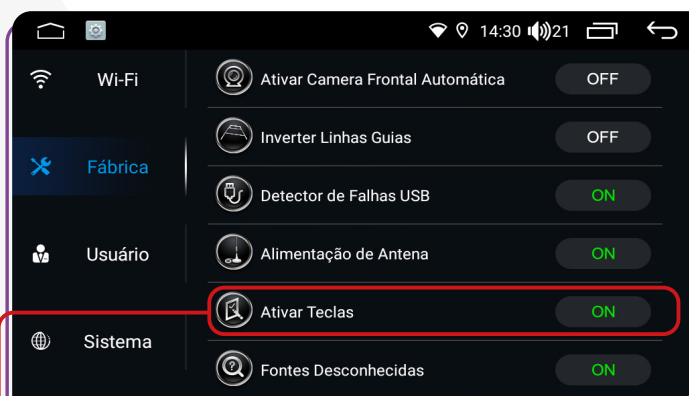 14:30 21
Wi-Fi
Fábrica
Usuário
Sistema
Ativar Camera Frontal Automática OFF
Inverter Linhas Guias OFF
Detector de Falhas USB ON
Alimentação de Antena ON
Ativar Teclas ON
Fontes Desconhecidas ON